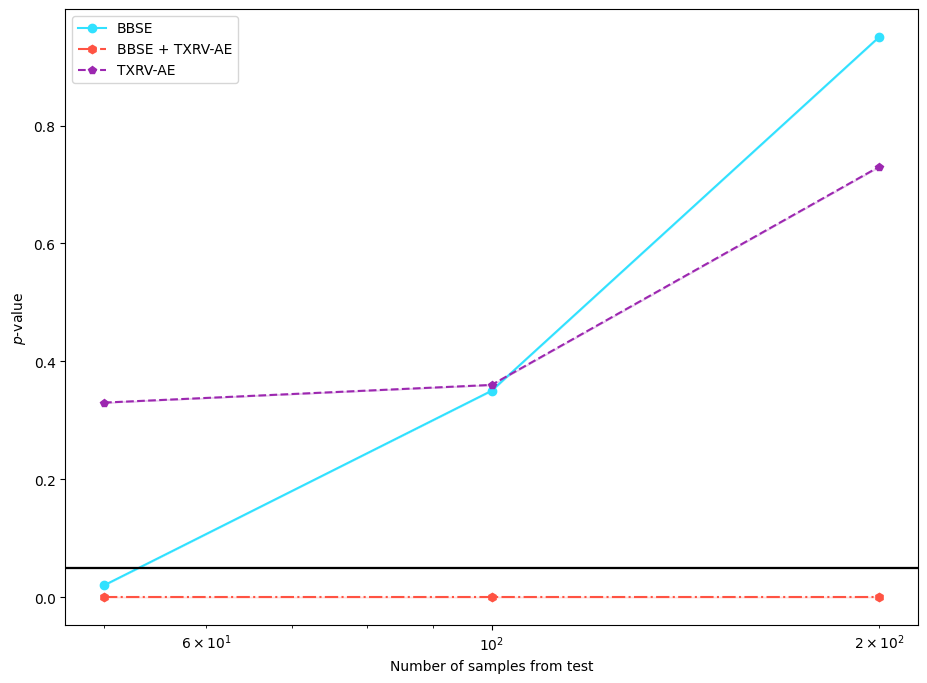 BBSE
BBSE + TXRV-AE
TXRV-AE
0.8
0.6
0.4
0.2
0.0
p-value
6 × 10¹
10²
2 × 10²
Number of samples from test